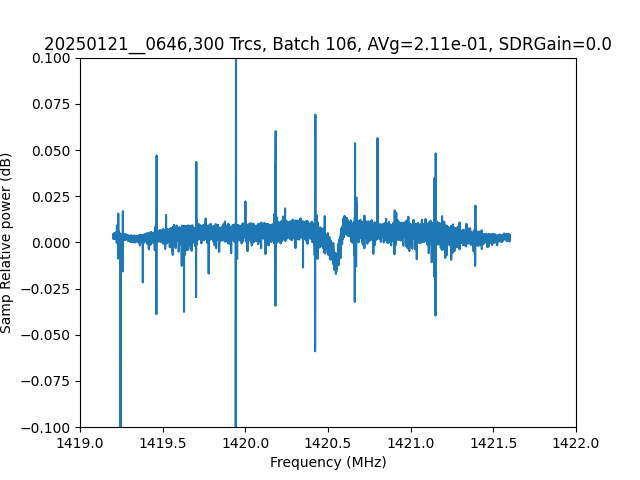 20250121__0646,300 Trcs, Batch 106, AVg=2.11e-01, SDRGain=0.0
0.100
0.075
0.050
0.025
0.000
−0.025
−0.050
−0.075
−0.100
Samp Relative power (dB)
1419.0 1419.5 1420.0 1420.5 1421.0 1421.5 1422.0
Frequency (MHz)